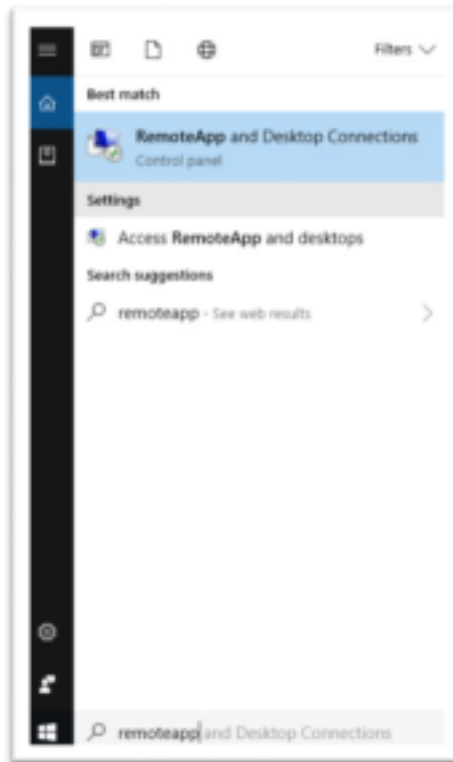 Filters
Best match
RemoteApp and Desktop Connections
Control panel
Settings
Access RemoteApp and desktops
Search suggestions
remoteapp - See web results
remoteapp and Desktop Connections